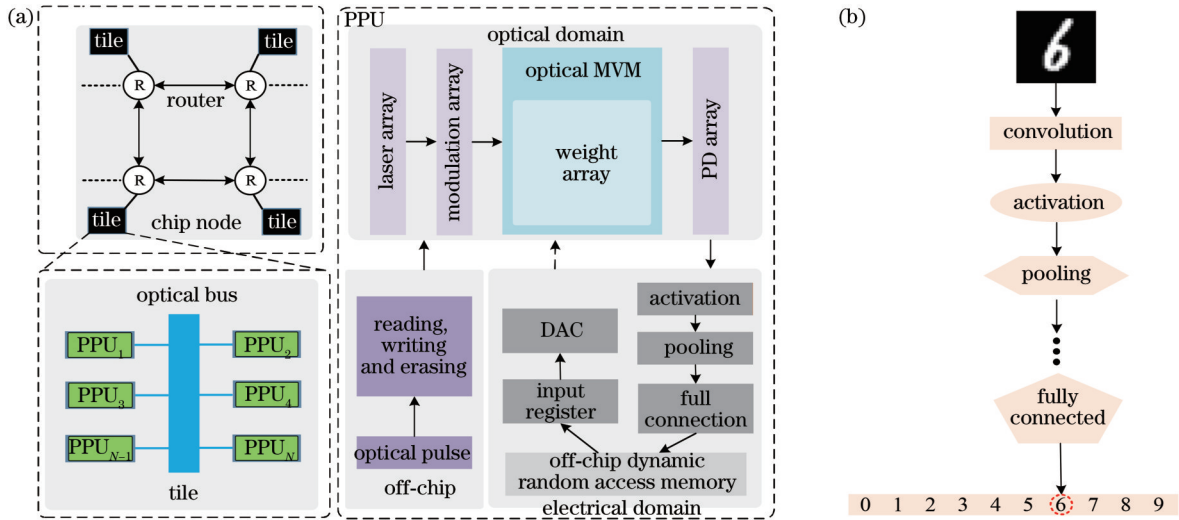 (a)
tile
tile
R
R
router
R
R
tile
chip node
tile
optical bus
PPU1
PPU2
PPU3
PPU4
PPUN−1
PPUN
tile
PPU
optical domain
laser array
modulation array
optical MVM
weight
array
PD array
reading,
writing
and erasing
optical pulse
off-chip
DAC
input
register
activation
pooling
full
connection
off-chip dynamic
random access memory
electrical domain
(b)
6
convolution
activation
pooling
fully
connected
0 1 2 3 4 5 6 7 8 9